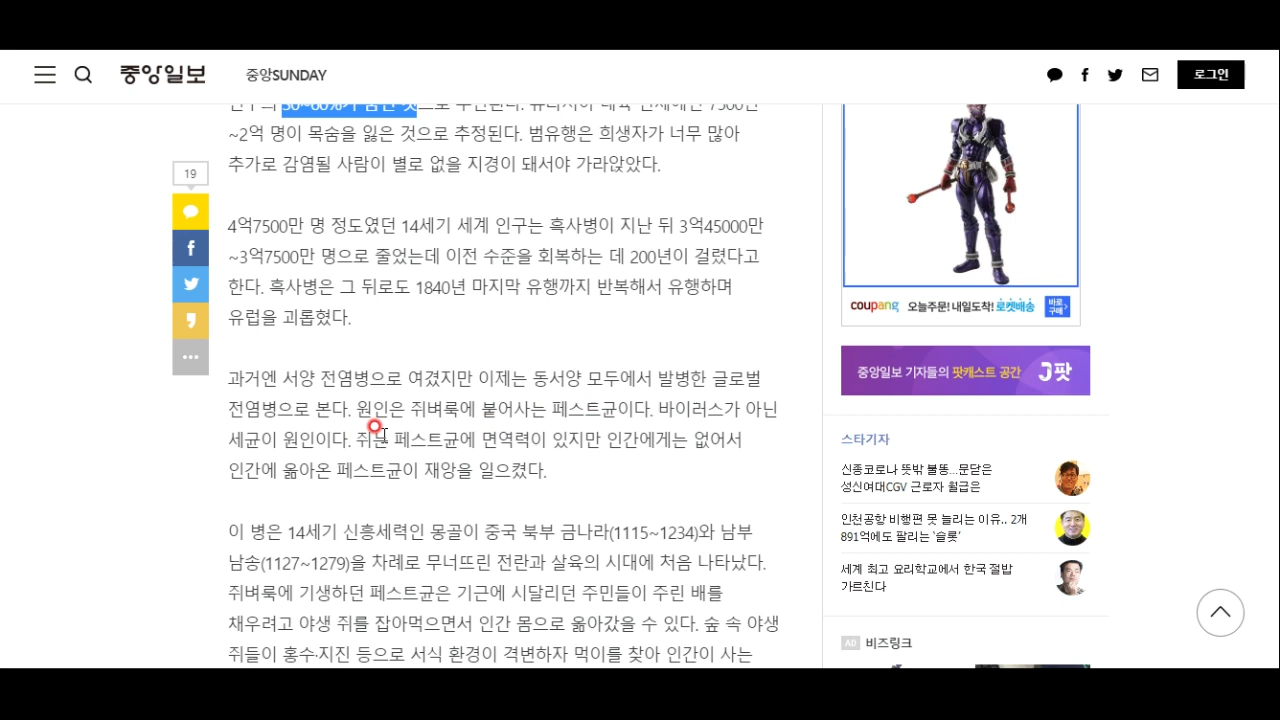 중앙일보
중앙SUNDAY
로그인
~2억 명이 목숨을 잃은 것으로 추정된다. 범유행은 희생자가 너무 많아
추가로 감염될 사람이 별로 없을 지경이 돼서야 가라앉았다.
19
4억7500만 명 정도였던 14세기 세계 인구는 흑사병이 지난 뒤 3억45000만
~3억7500만 명으로 줄었는데 이전 수준을 회복하는 데 200년이 걸렸다고
한다. 흑사병은 그 뒤로도 1840년 마지막 유행까지 반복해서 유행하며
유럽을 괴롭혔다.
과거엔 서양 전염병으로 여겼지만 이제는 동서양 모두에서 발병한 글로벌
전염병으로 본다. 원인은 쥐벼룩에 붙어사는 페스트균이다. 바이러스가 아닌
세균이 원인이다. 쥐는 페스트균에 면역력이 있지만 인간에게는 없어서
인간에 옮아온 페스트균이 재앙을 일으켰다.
이 병은 14세기 신흥세력인 몽골이 중국 북부 금나라(1115~1234)와 남부
남송(1127~1279)을 차례로 무너뜨린 전란과 살육의 시대에 처음 나타났다.
쥐벼룩에 기생하던 페스트균은 기근에 시달리던 주민들이 주린 배를
채우려고 야생 쥐를 잡아먹으면서 인간 몸으로 옮아갔을 수 있다. 숲 속 야생
쥐들이 홍수·지진 등으로 서식 환경이 격변하자 먹이를 찾아 인간이 사는
coupang 오늘주문! 내일도착! 로켓배송 바로구매
중앙일보 기자들의 팟캐스트 공간 J팟
스타기자
신종코로나 뜻밖 불똥...문닫은
성신여대CGV 근로자 월급은
인천공항 비행편 못 늘리는 이유.. 2개
891억에도 팔리는 '슬롯'
세계 최고 요리학교에서 한국 절밥
가르친다
AD 비즈링크